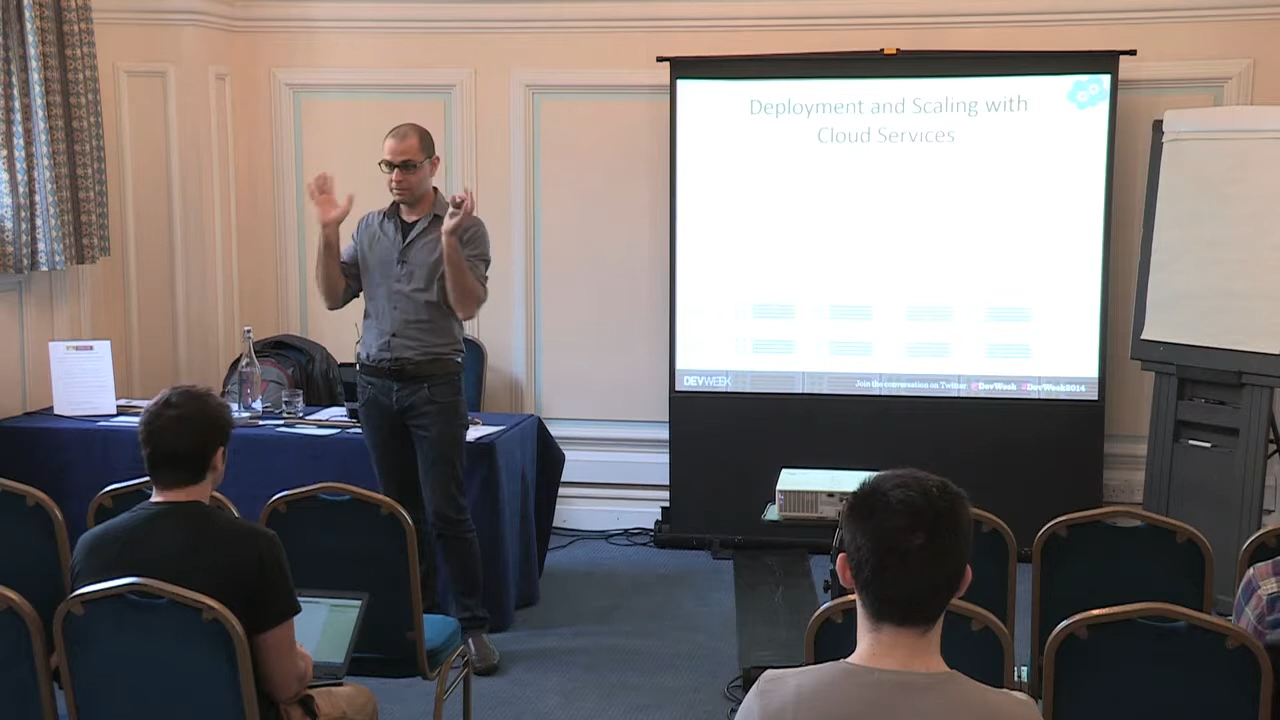 Deployment and Scaling with
Cloud Services
DEVWEEK
Join the conversation on Twitter: @DevWeek #DevWeek2014